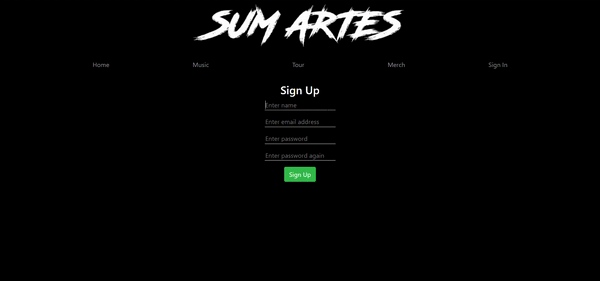 SUM ARTES
Home Music Tour Merch Sign In
Sign Up
Enter name
Enter email address
Enter password
Enter password again
Sign Up